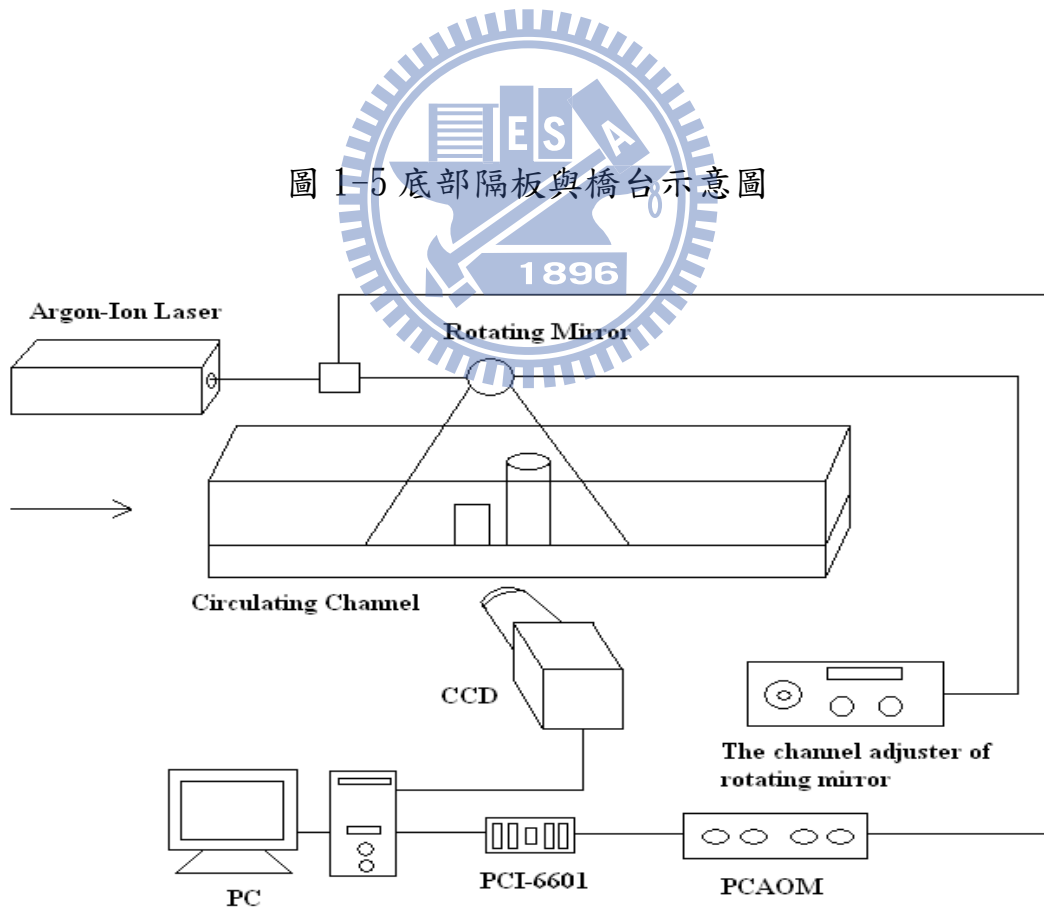 E S A
圖 1-5 底部隔板與橋台示意圖
1896
Argon-Ion Laser
Rotating Mirror
Circulating Channel
CCD
The channel adjuster of
rotating mirror
PC
PCI-6601
PCAOM